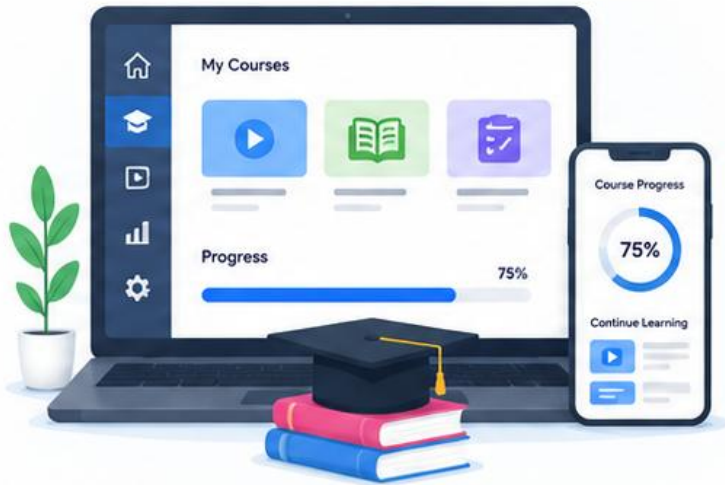 My Courses
Progress
75%
Course Progress
75%
Continue Learning